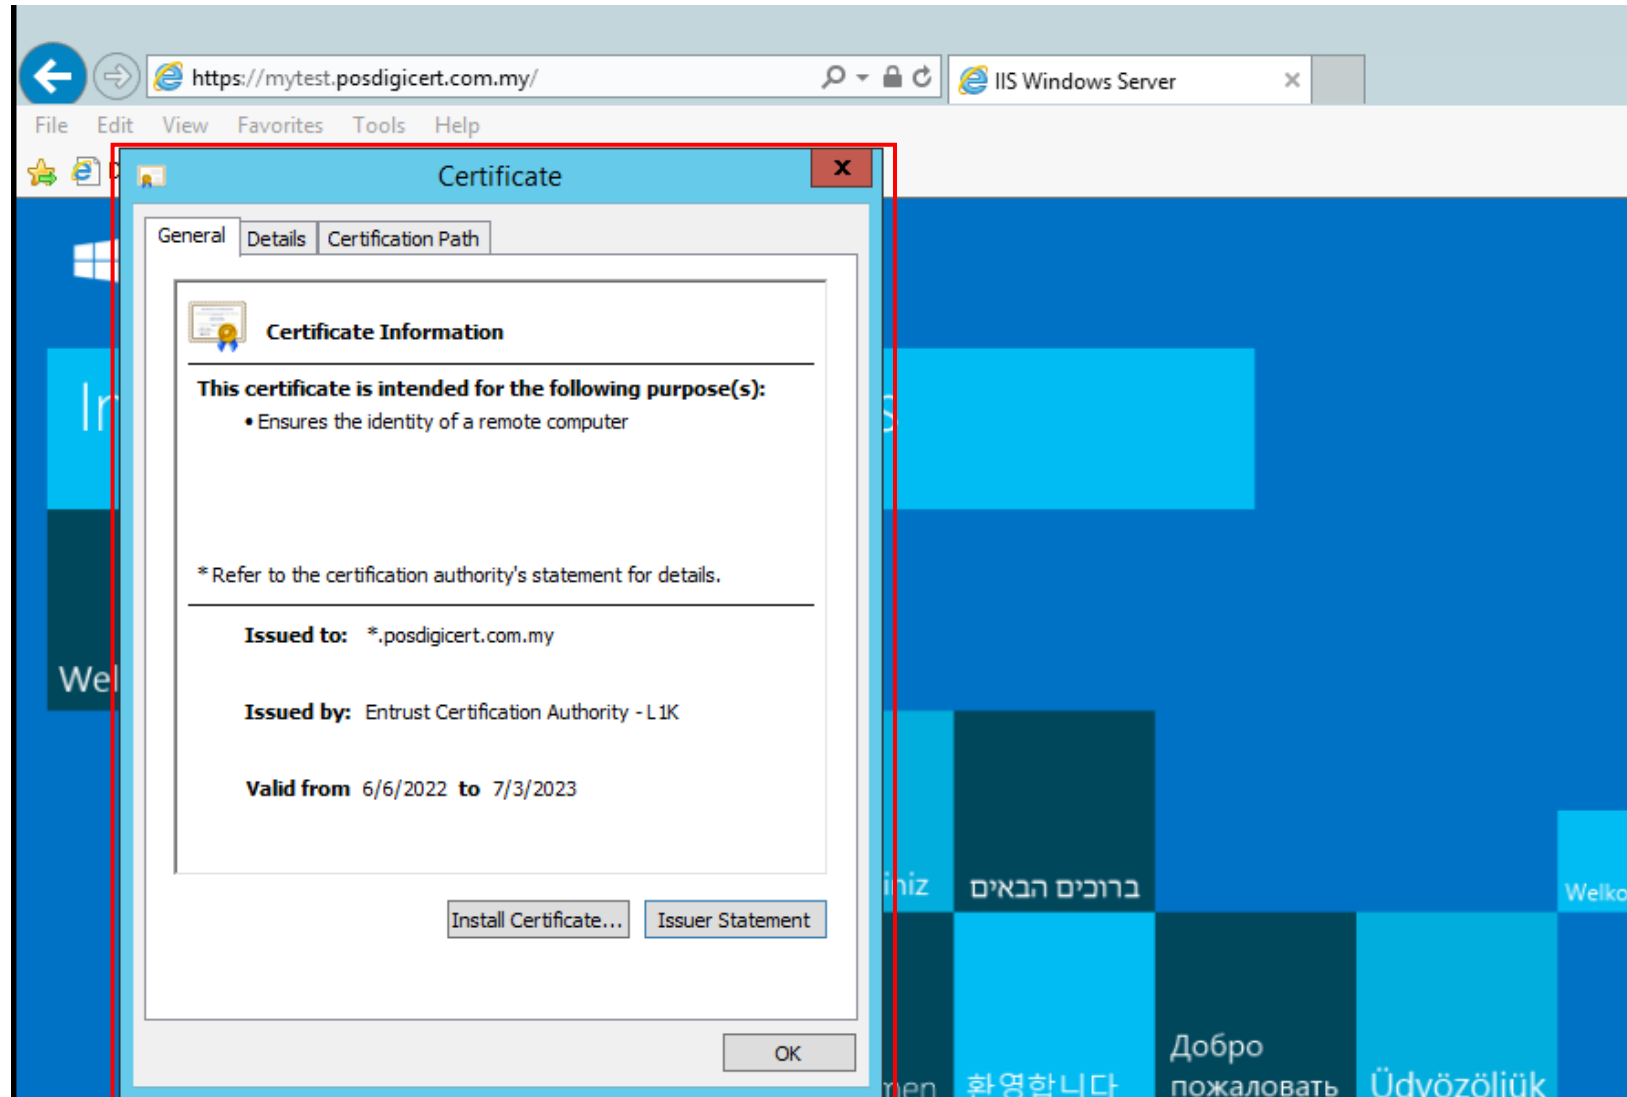 https://mytest.posdigicert.com.my/
IIS Windows Server
File Edit View Favorites Tools Help
Certificate
General Details Certification Path
Certificate Information
This certificate is intended for the following purpose(s):
• Ensures the identity of a remote computer
* Refer to the certification authority's statement for details.
Issued to: *.posdigicert.com.my
Issued by: Entrust Certification Authority - L1K
Valid from 6/6/2022 to 7/3/2023
Install Certificate... Issuer Statement
OK
ברוכים הבאים
Добро
пожаловать
환영합니다
Üdvözöljük